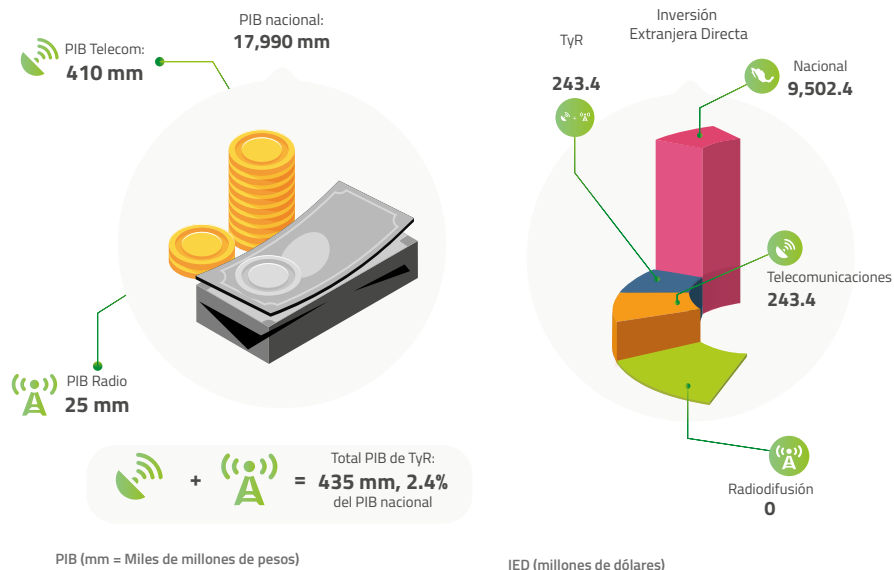 PIB nacional:
17,990 mm
PIB Telecom:
410 mm
PIB Radio
25 mm
+
=
Total PIB de TyR:
435 mm, 2.4%
del PIB nacional
PIB (mm = Miles de millones de pesos)
Inversión
Extranjera Directa
TyR
243.4
+
Nacional
9,502.4
Telecomunicaciones
243.4
Radiodifusión
0
IED (millones de dólares)